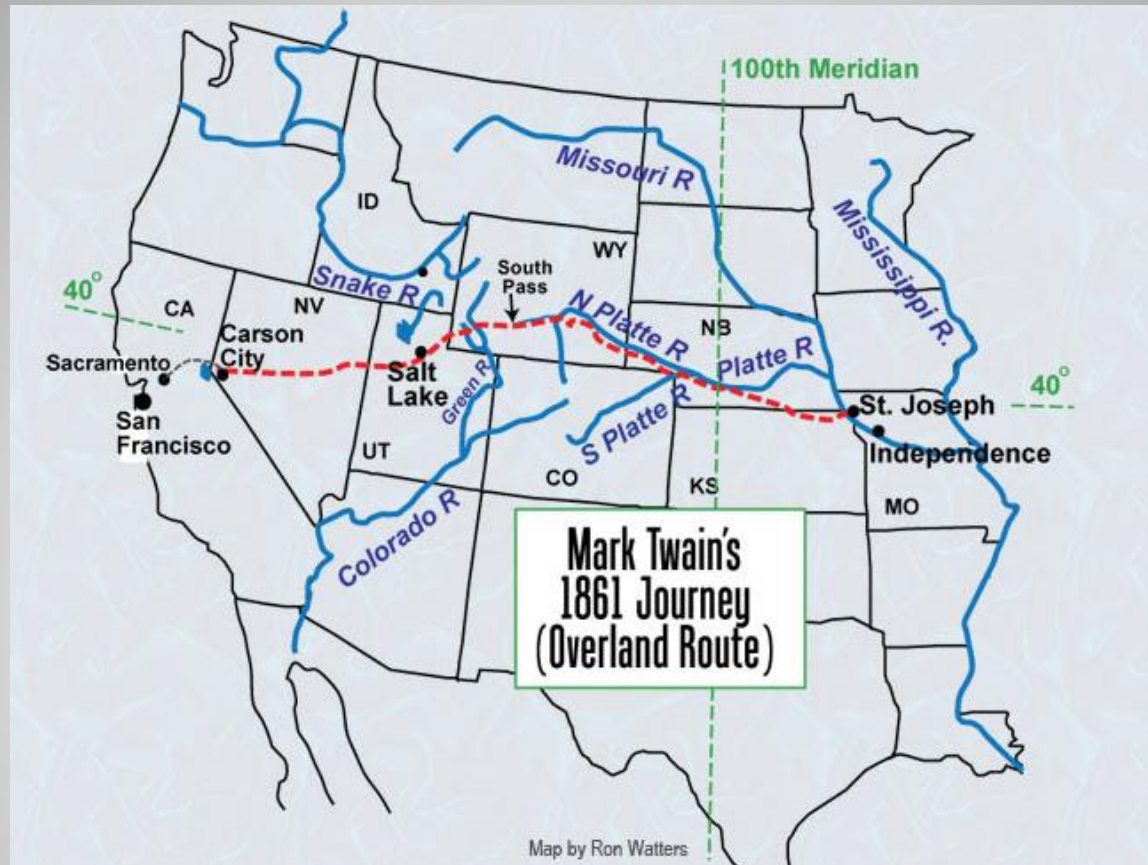 100th Meridian
Missouri R
ID
Mississippi R.
WY
South
Pass
Snake R
40°
CA
NV
N Platte R
NB
Carson
City
Platte R
Sacramento
Salt
Lake
Green R
40°
St. Joseph
San
Francisco
S Platte R
UT
Independence
CO
KS
MO
Colorado R
Mark Twain's
1861 Journey
(Overland Route)
Map by Ron Watters